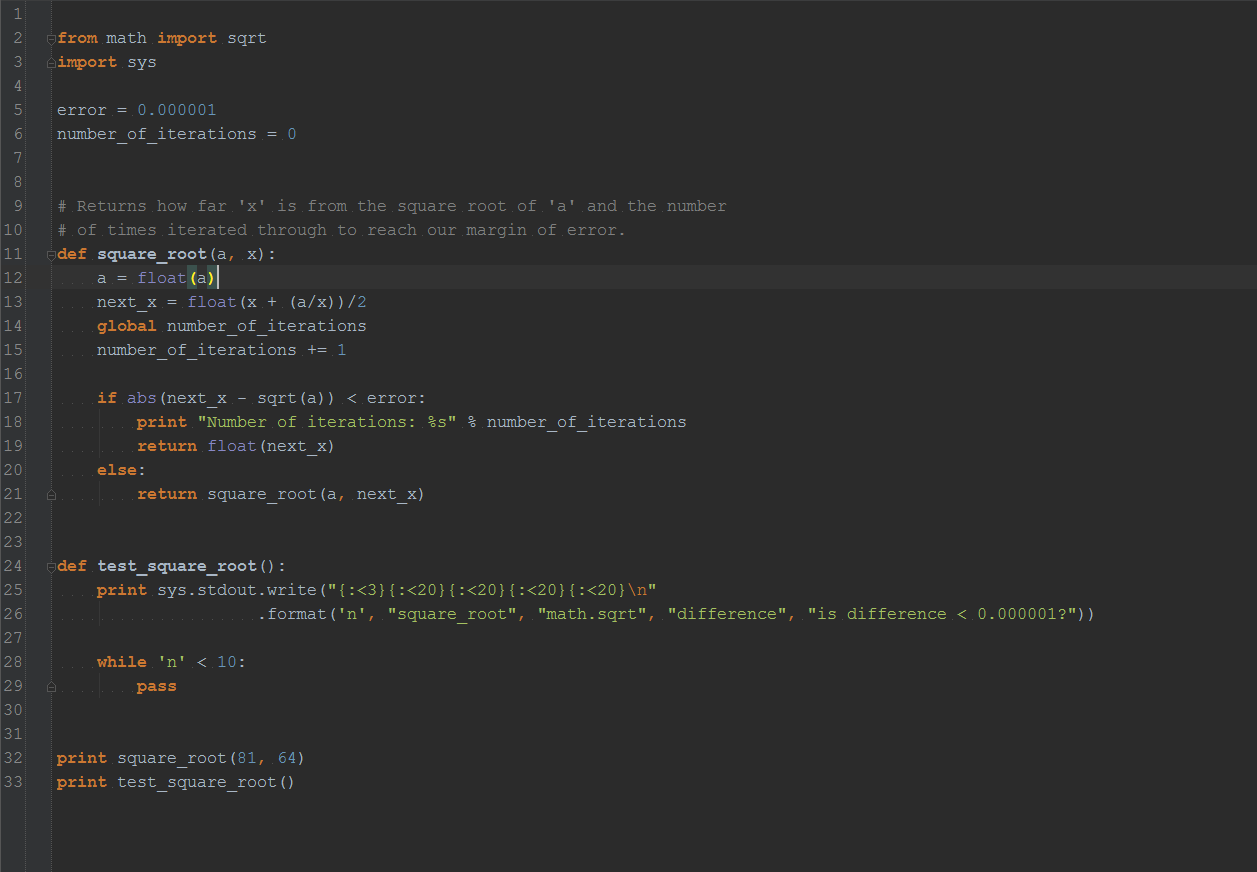 1
2 from math import sqrt
3 import sys
4
5 error = 0.000001
6 number_of_iterations = 0
7
8
9 # Returns how far 'x' is from the square root of 'a' and the number
10 # of times iterated through to reach our margin of error.
11 def square_root(a, x):
12     a = float(a)
13     next_x = float(x + (a/x))/2
14     global number_of_iterations
15     number_of_iterations += 1
16
17     if abs(next_x - sqrt(a)) < error:
18         print "Number of iterations: %s" % number_of_iterations
19         return float(next_x)
20     else:
21         return square_root(a, next_x)
22
23
24 def test_square_root():
25     print sys.stdout.write("{:<3}{:<20}{:<20}{:<20}{:<20}\n"
26                     .format('n', "square_root", "math.sqrt", "difference", "is difference < 0.000001?"))
27
28     while 'n' < 10:
29         pass
30
31
32 print square_root(81, 64)
33 print test_square_root()